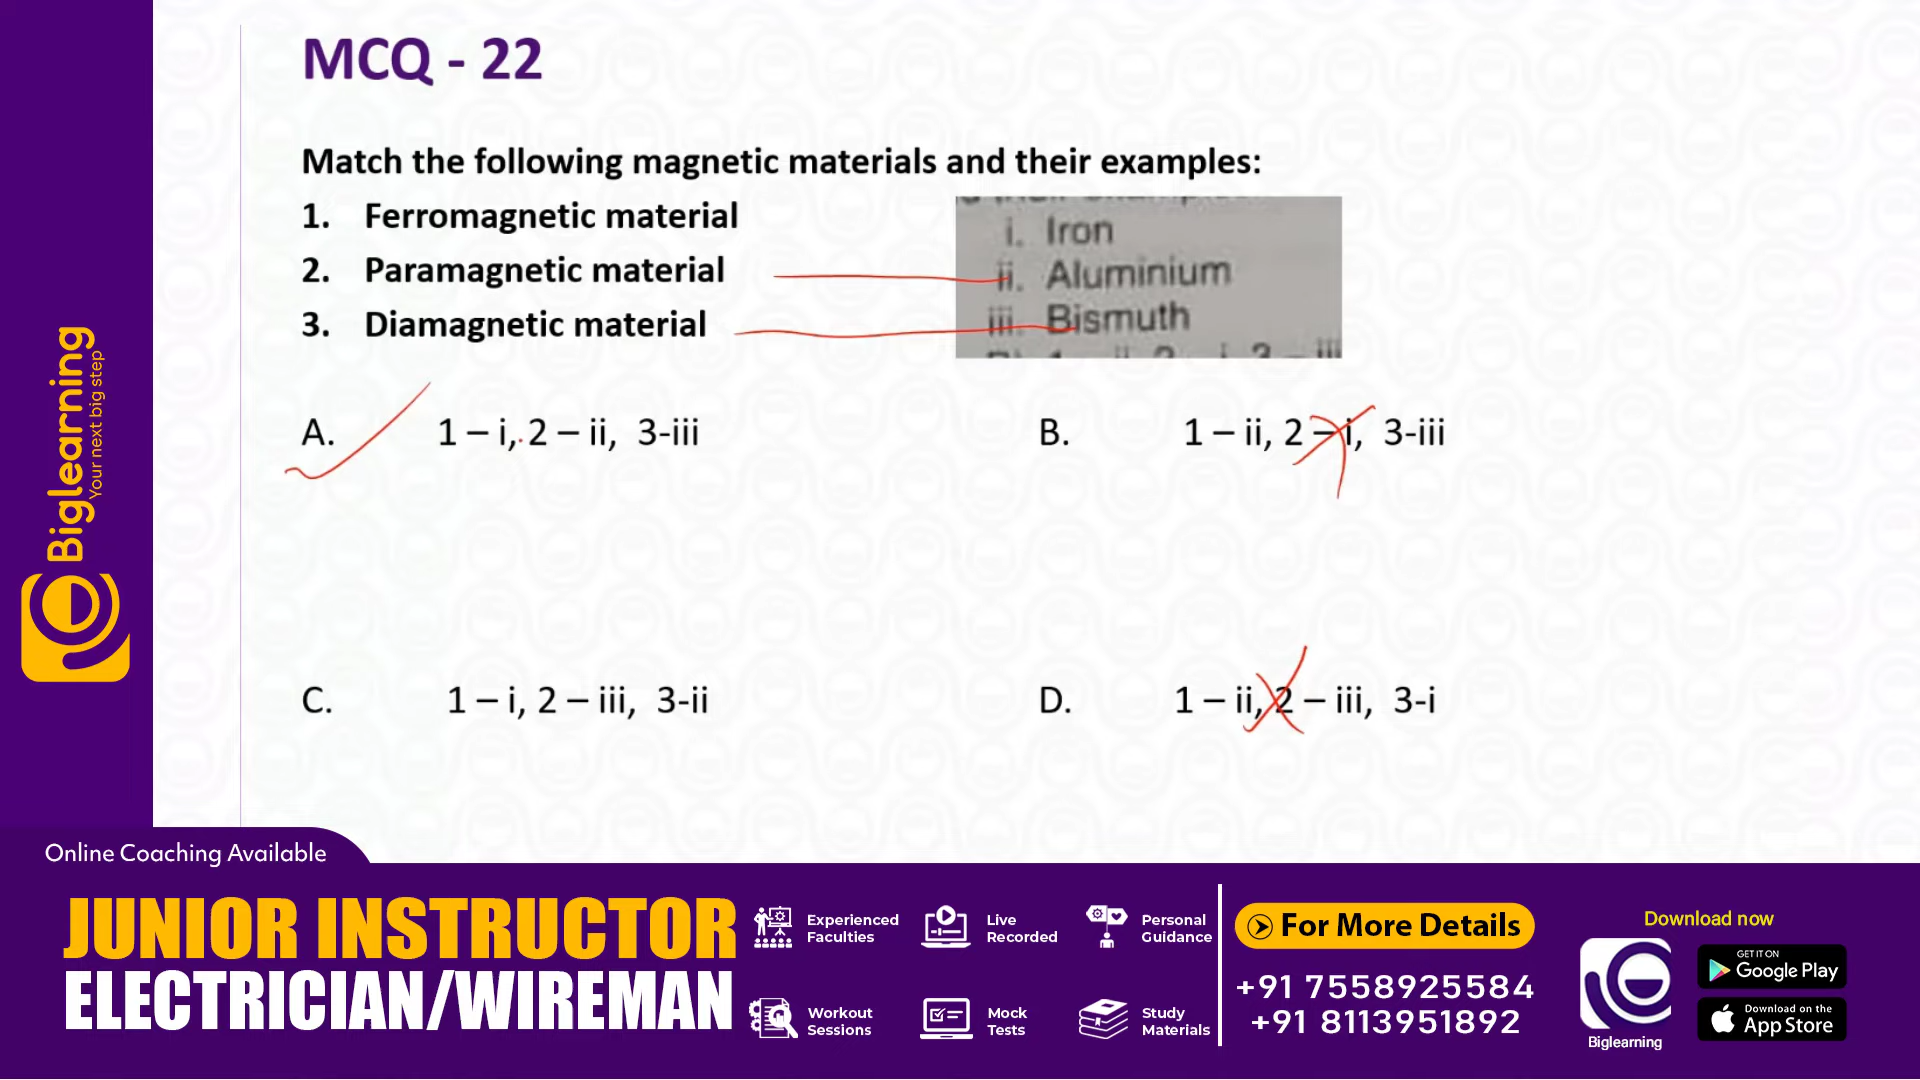 MCQ - 22
Match the following magnetic materials and their examples:
1. Ferromagnetic material
2. Paramagnetic material
3. Diamagnetic material
i. Iron
ii. Aluminium
iii. Bismuth
A. 1 – i, 2 – ii, 3-iii
B. 1 – ii, 2 – i, 3-iii
C. 1 – i, 2 – iii, 3-ii
D. 1 – ii, 2 – iii, 3-i
Biglearning
Your next big step
Online Coaching Available
JUNIOR INSTRUCTOR
ELECTRICIAN/WIREMAN
Experienced
Faculties
Live
Recorded
Personal
Guidance
Workout
Sessions
Mock
Tests
Study
Materials
For More Details
+91 7558925584
+91 8113951892
Biglearning
Download now
GET IT ON
Google Play
Download on the
App Store